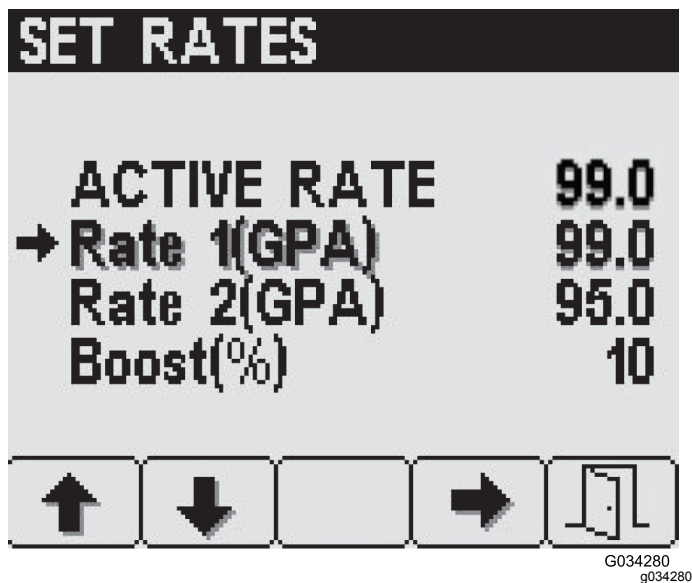 SET RATES
ACTIVE RATE 99.0
Rate 1(GPA) 99.0
Rate 2(GPA) 95.0
Boost(%) 10
G034280
g034280